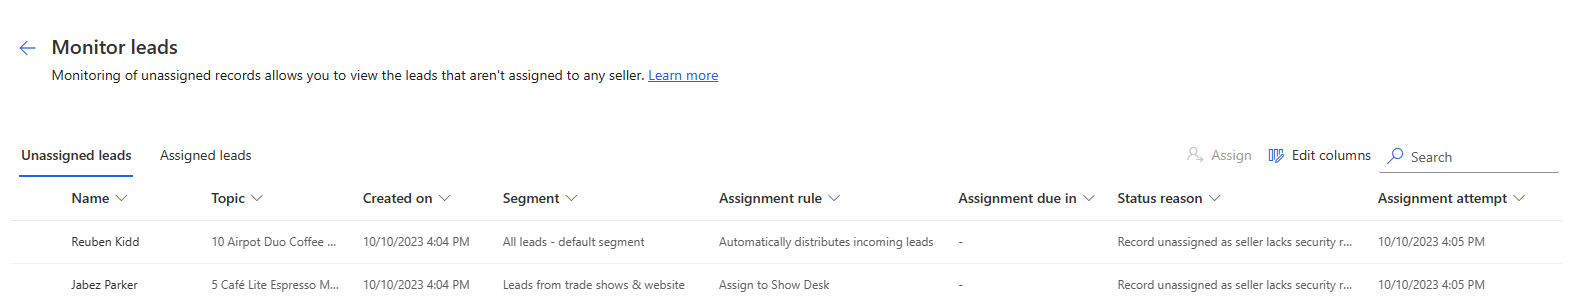 Monitor leads
Monitoring of unassigned records allows you to view the leads that aren't assigned to any seller. Learn more
Unassigned leads Assigned leads Assign Edit columns Search
Name Topic Created on Segment Assignment rule Assignment due in Status reason Assignment attempt
Reuben Kidd 10 Airpot Duo Coffee ... 10/10/2023 4:04 PM All leads - default segment Automatically distributes incoming leads - Record unassigned as seller lacks security r... 10/10/2023 4:05 PM
Jabez Parker 5 Café Lite Espresso M... 10/10/2023 4:04 PM Leads from trade shows & website Assign to Show Desk - Record unassigned as seller lacks security r... 10/10/2023 4:05 PM